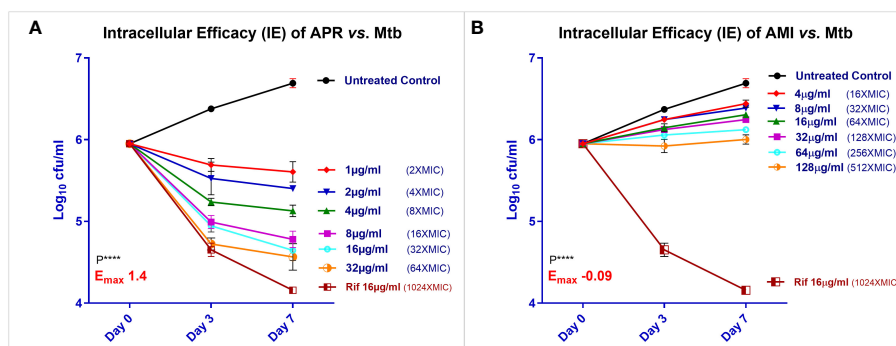 A
Intracellular Efficacy (IE) of APR vs. Mtb
7
6
5
4
Log10 cfu/ml
Untreated Control
1µg/ml (2XMIC)
2µg/ml (4XMIC)
4µg/ml (8XMIC)
8µg/ml (16XMIC)
16µg/ml (32XMIC)
32µg/ml (64XMIC)
Rif 16µg/ml (1024XMIC)
P****
Emax 1.4
Day 0
Day 3
Day 7
B
Intracellular Efficacy (IE) of AMI vs. Mtb
7
6
5
4
Log10 cfu/ml
Untreated Control
4µg/ml (16XMIC)
8µg/ml (32XMIC)
16µg/ml (64XMIC)
32µg/ml (128XMIC)
64µg/ml (256XMIC)
128µg/ml (512XMIC)
Rif 16µg/ml (1024XMIC)
P****
Emax -0.09
Day 0
Day 3
Day 7